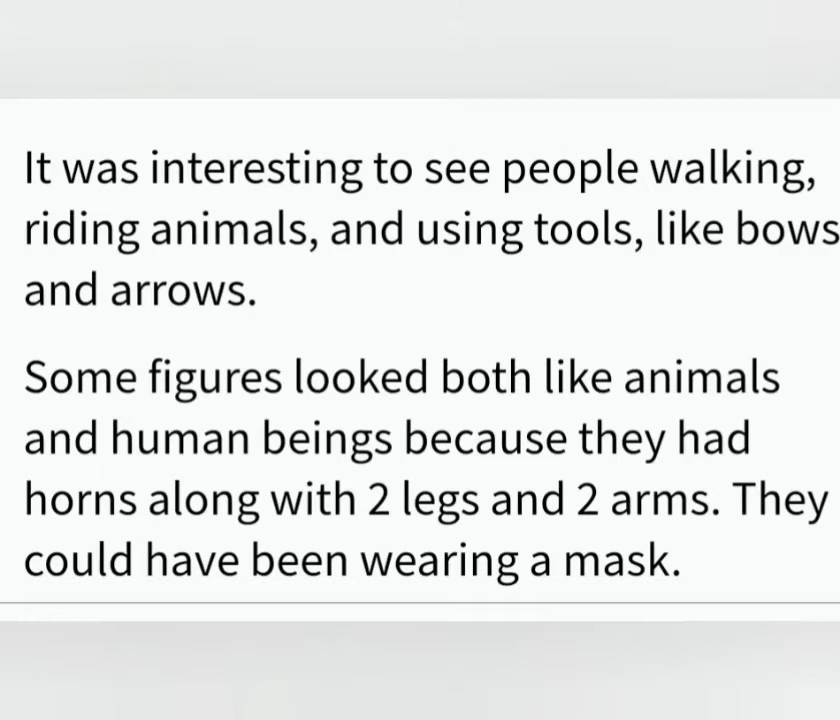 It was interesting to see people walking,
riding animals, and using tools, like bows
and arrows.
Some figures looked both like animals
and human beings because they had
horns along with 2 legs and 2 arms. They
could have been wearing a mask.